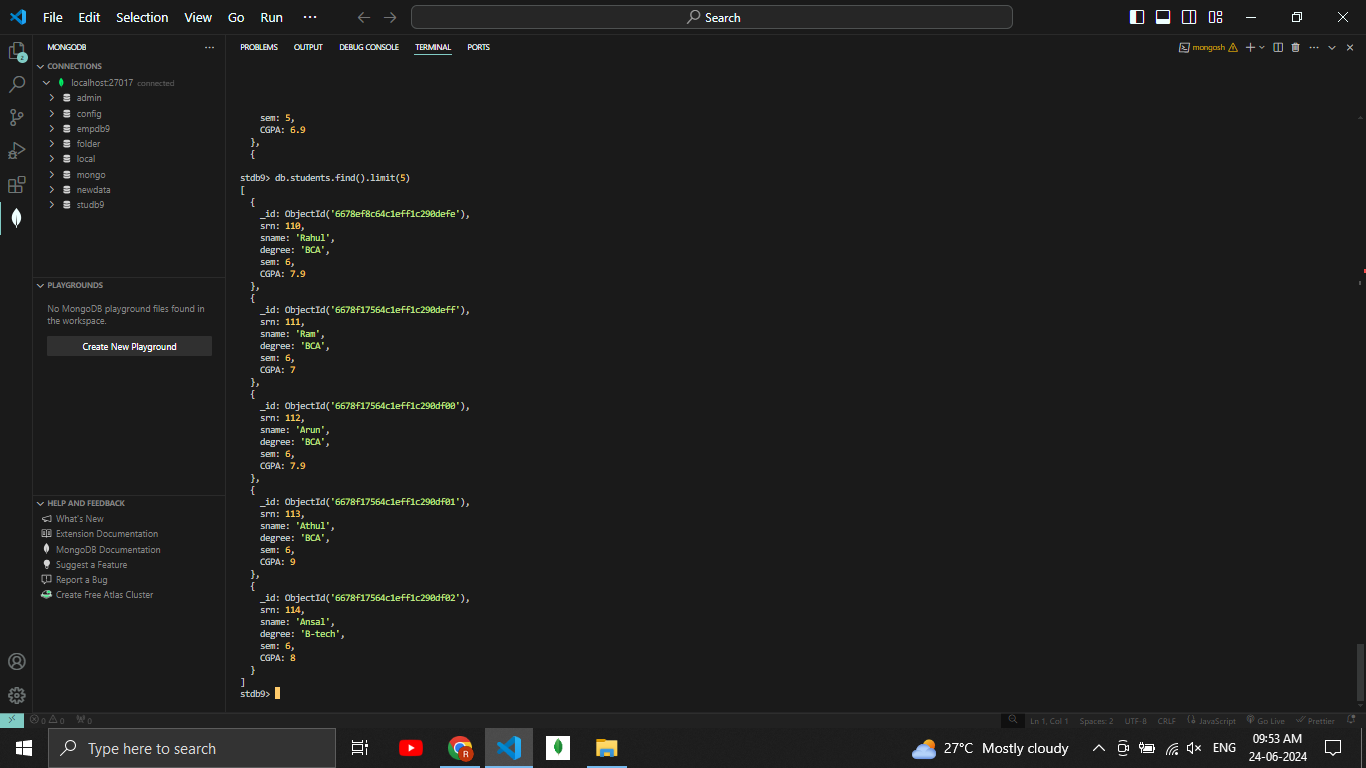 File Edit Selection View Go Run ···
Search
MONGODB ···
PROBLEMS OUTPUT DEBUG CONSOLE TERMINAL PORTS
mongosh
CONNECTIONS
localhost:27017 connected
admin
config
empdb9
folder
local
mongo
newdata
studb9
PLAYGROUNDS
No MongoDB playground files found in
the workspace.
Create New Playground
HELP AND FEEDBACK
What's New
Extension Documentation
MongoDB Documentation
Suggest a Feature
Report a Bug
Create Free Atlas Cluster
2
sem: 5,
CGPA: 6.9
},
{
stdb9> db.students.find().limit(5)
[
{
_id: ObjectId('6678ef8c64c1eff1c290defe'),
srn: 110,
sname: 'Rahul',
degree: 'BCA',
sem: 6,
CGPA: 7.9
},
{
_id: ObjectId('6678f17564c1eff1c290deff'),
srn: 111,
sname: 'Ram',
degree: 'BCA',
sem: 6,
CGPA: 7
},
{
_id: ObjectId('6678f17564c1eff1c290df00'),
srn: 112,
sname: 'Arun',
degree: 'BCA',
sem: 6,
CGPA: 7.9
},
{
_id: ObjectId('6678f17564c1eff1c290df01'),
srn: 113,
sname: 'Athul',
degree: 'BCA',
sem: 6,
CGPA: 9
},
{
_id: ObjectId('6678f17564c1eff1c290df02'),
srn: 114,
sname: 'Ansal',
degree: 'B-tech',
sem: 6,
CGPA: 8
}
]
stdb9>
0 0 0 Ln 1, Col 1 Spaces: 2 UTF-8 CRLF JavaScript Go Live Prettier
Type here to search
R
27°C Mostly cloudy
ENG
09:53 AM
24-06-2024